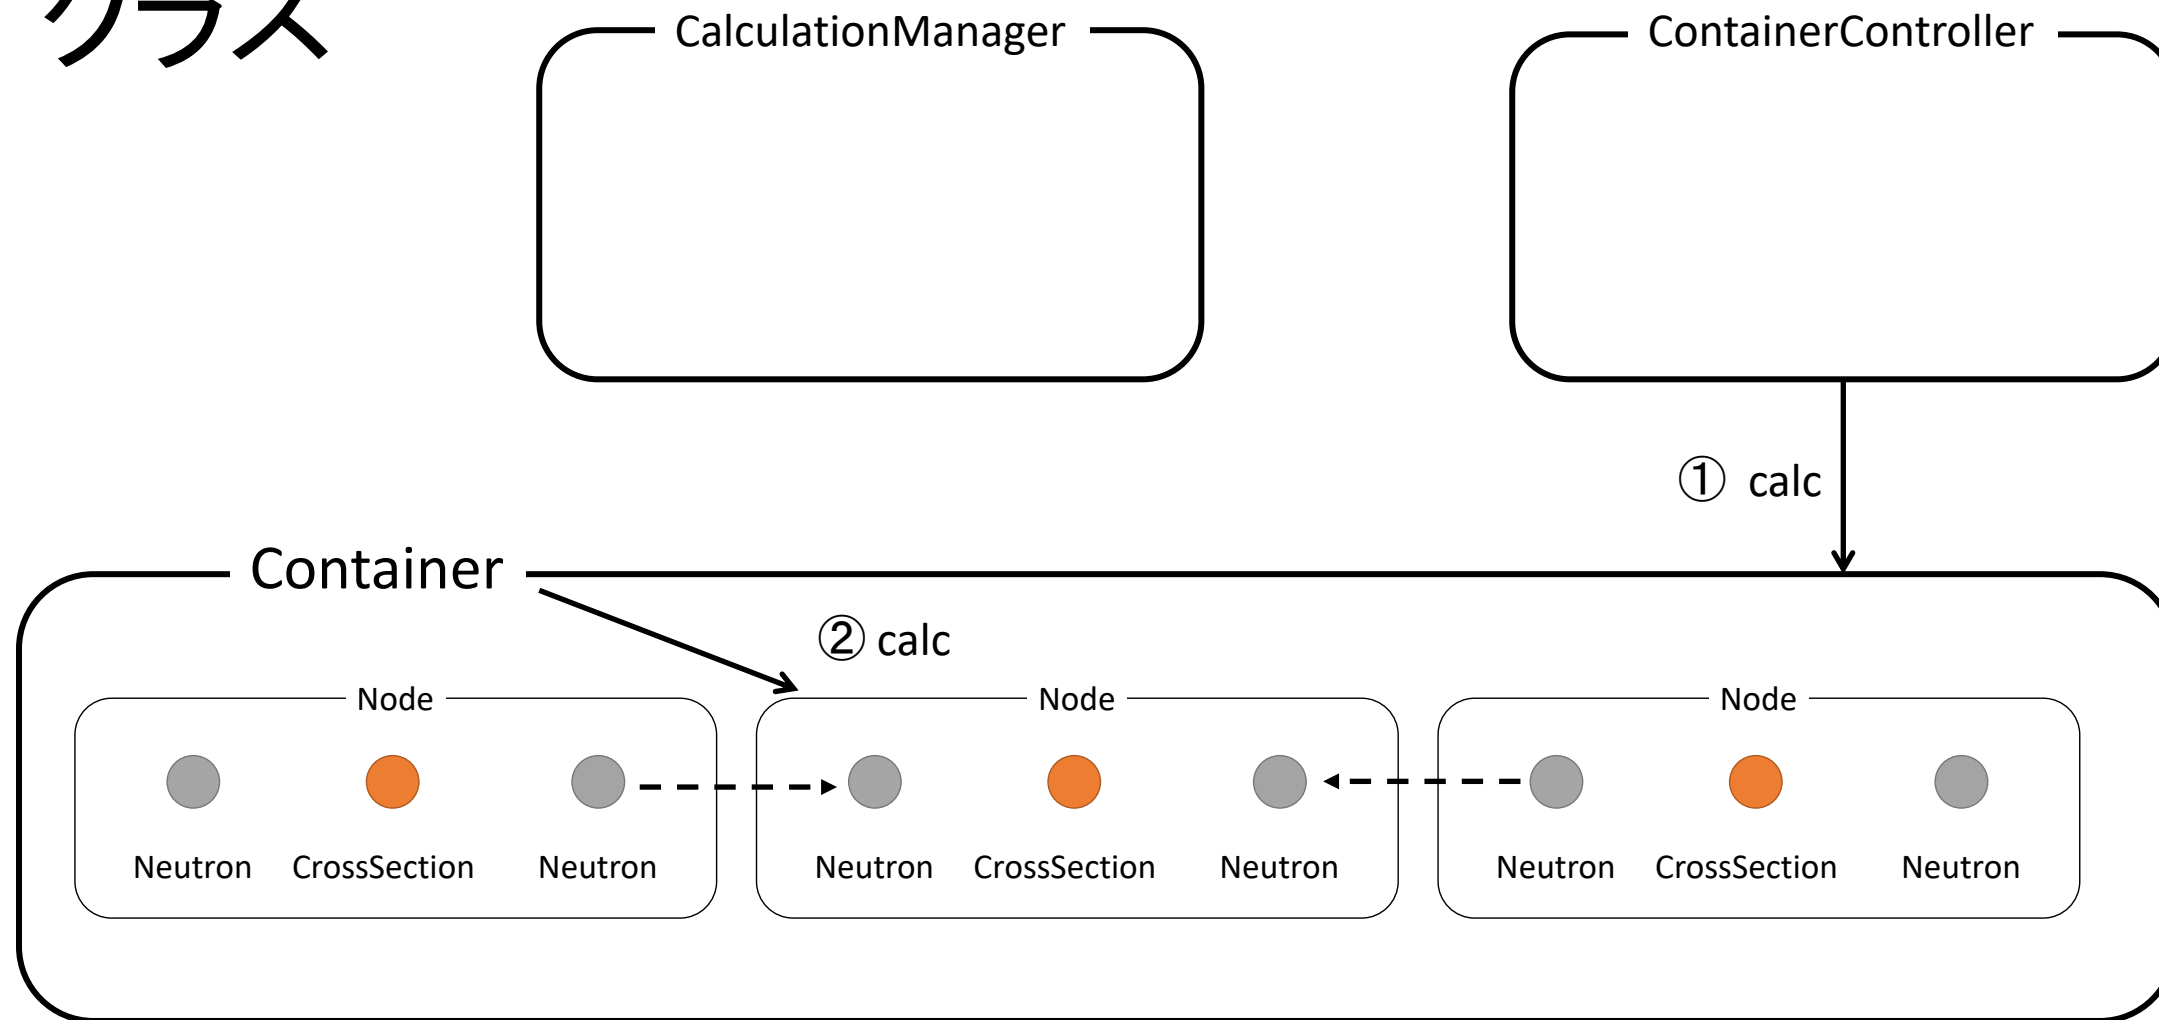 クラス
CalculationManager
ContainerController
① calc
Container
② calc
Node
Node
Node
Neutron CrossSection Neutron
Neutron CrossSection Neutron
Neutron CrossSection Neutron